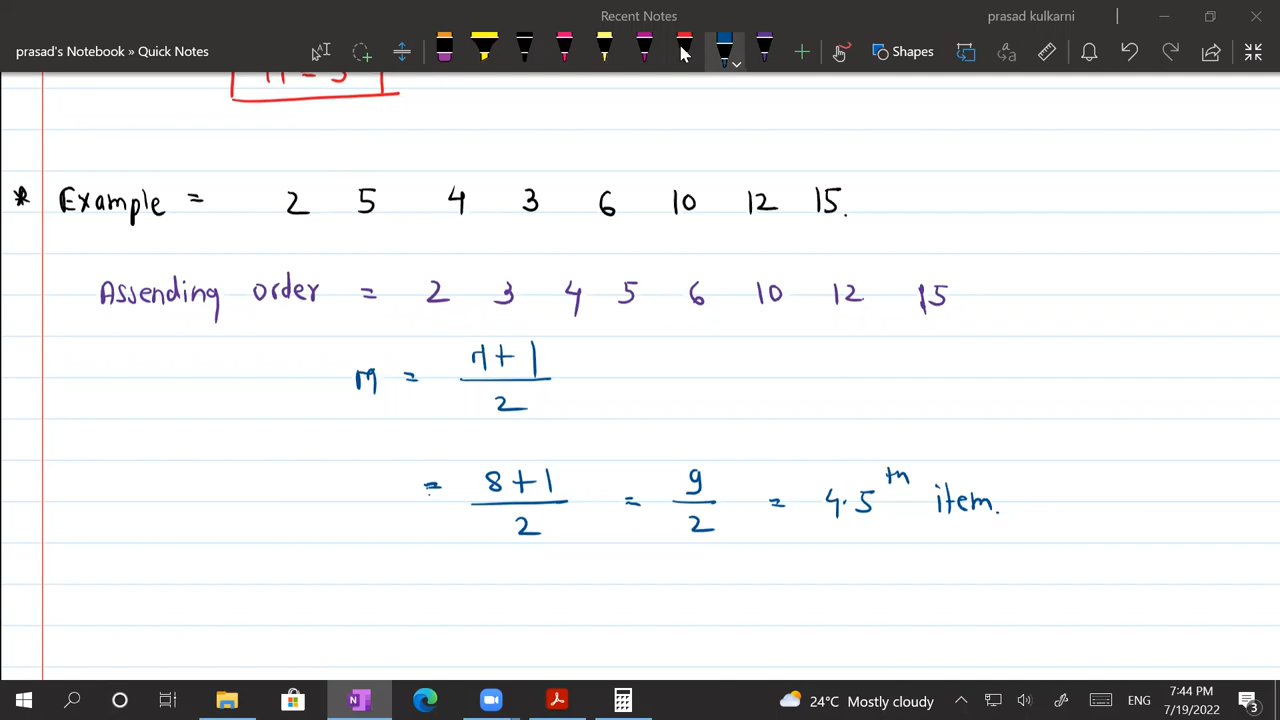 Recent Notes prasad kulkarni
prasad's Notebook » Quick Notes Shapes
* Example = 2 5 4 3 6 10 12 15.
Assending order = 2 3 4 5 6 10 12 15
M = n+1
2
= 8+1 = 9 = 4.5th item.
2 2
24°C Mostly cloudy ENG 7:44 PM
7/19/2022 3